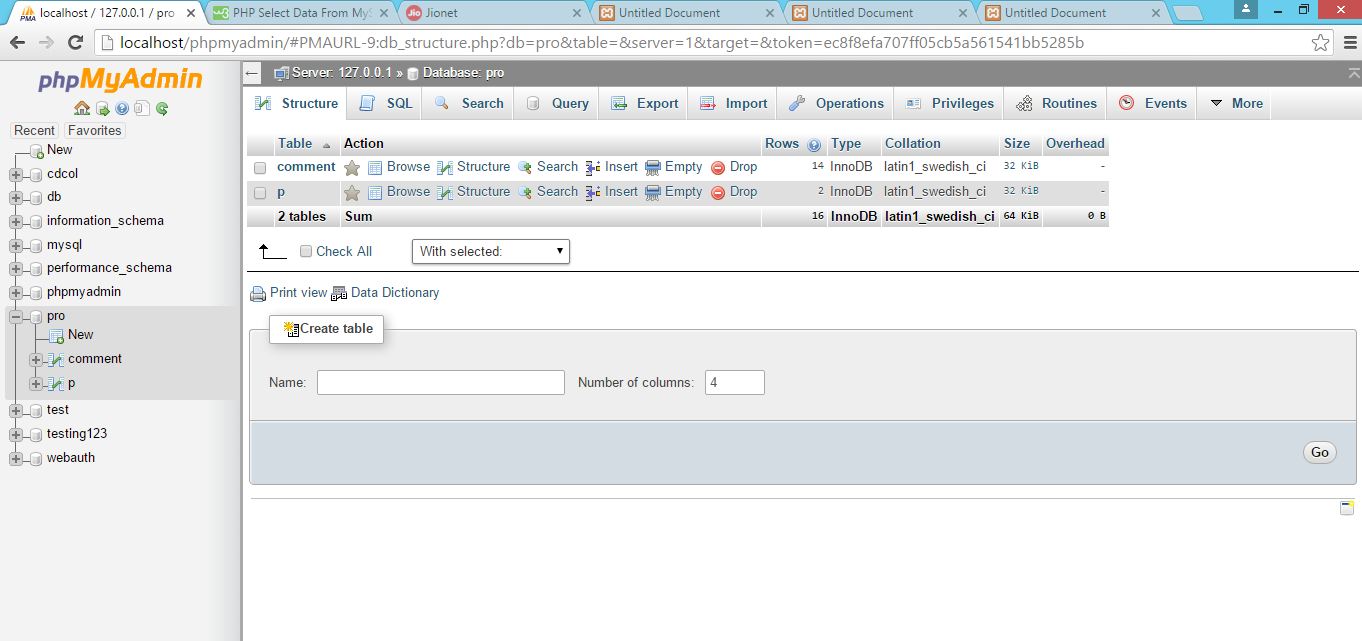 localhost / 127.0.0.1 / pro
PHP Select Data From MyS
Jio Jionet
Untitled Document
Untitled Document
Untitled Document
localhost/phpmyadmin/#PMAURL-9:db_structure.php?db=pro&table=&server=1&target=&token=ec8f8efa707ff05cb5a561541bb5285b
phpMyAdmin
Recent Favorites
New
cdcol
db
information_schema
mysql
performance_schema
phpmyadmin
pro
New
comment
p
test
testing123
webauth
Server: 127.0.0.1 » Database: pro
Structure SQL Search Query Export Import Operations Privileges Routines Events More
Table Action Rows Type Collation Size Overhead
comment Browse Structure Search Insert Empty Drop 14 InnoDB latin1_swedish_ci 32 KiB -
p Browse Structure Search Insert Empty Drop 2 InnoDB latin1_swedish_ci 32 KiB -
2 tables Sum 16 InnoDB latin1_swedish_ci 64 KiB 0 B
Check All With selected:
Print view Data Dictionary
Create table
Name: Number of columns: 4
Go